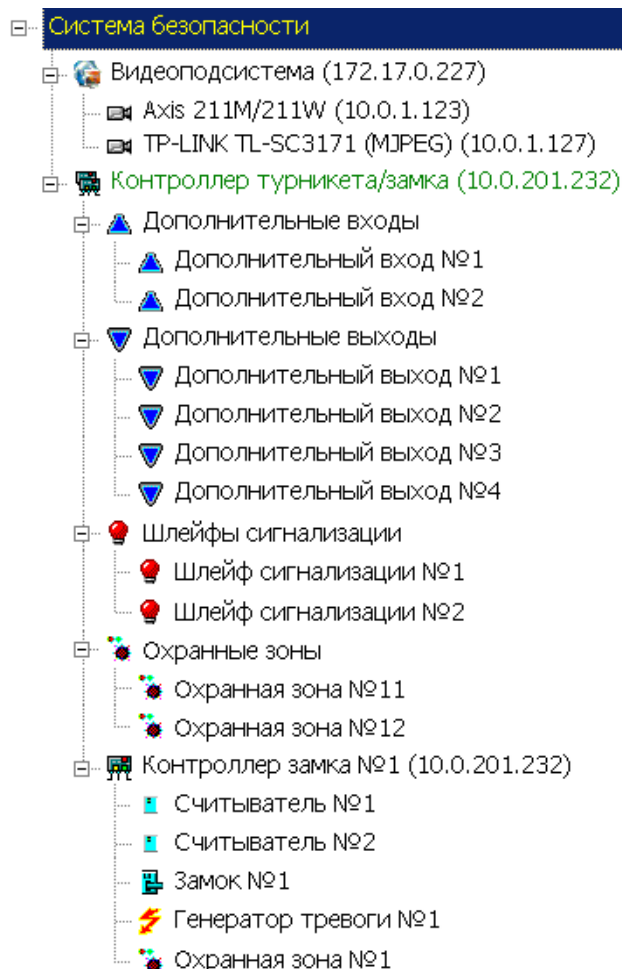 Система безопасности
Видеоподсистема (172.17.0.227)
Axis 211M/211W (10.0.1.123)
TP-LINK TL-SC3171 (MJPEG) (10.0.1.127)
Контроллер турникета/замка (10.0.201.232)
Дополнительные входы
Дополнительный вход №1
Дополнительный вход №2
Дополнительные выходы
Дополнительный выход №1
Дополнительный выход №2
Дополнительный выход №3
Дополнительный выход №4
Шлейфы сигнализации
Шлейф сигнализации №1
Шлейф сигнализации №2
Охранные зоны
Охранная зона №11
Охранная зона №12
Контроллер замка №1 (10.0.201.232)
Считыватель №1
Считыватель №2
Замок №1
Генератор тревоги №1
Охранная зона №1